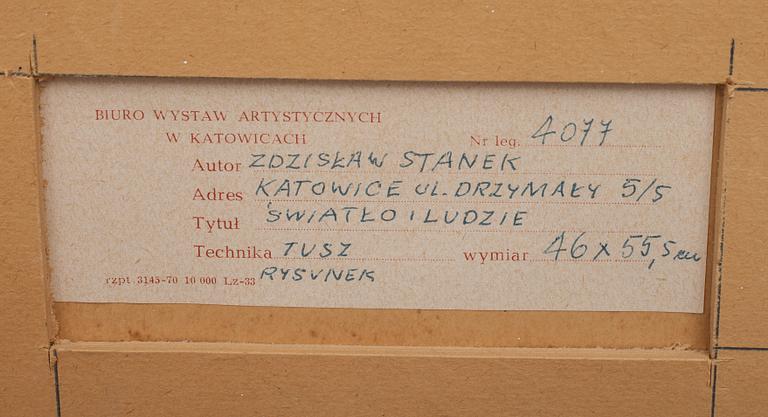 BIURO WYSTAW ARTYSTYCZNYCH
W KATOWICACH
Nr leg. 4077
Autor ZDZISŁAW STANEK
Adres KATOWICE UL. DRZYMAŁY 5/5
Tytuł ŚWIATŁO I LUDZIE
Technika TUSZ wymiar 46 x 55,5 cm
rzpt. 3145-70 10 000 Lz-33 RYSUNEK